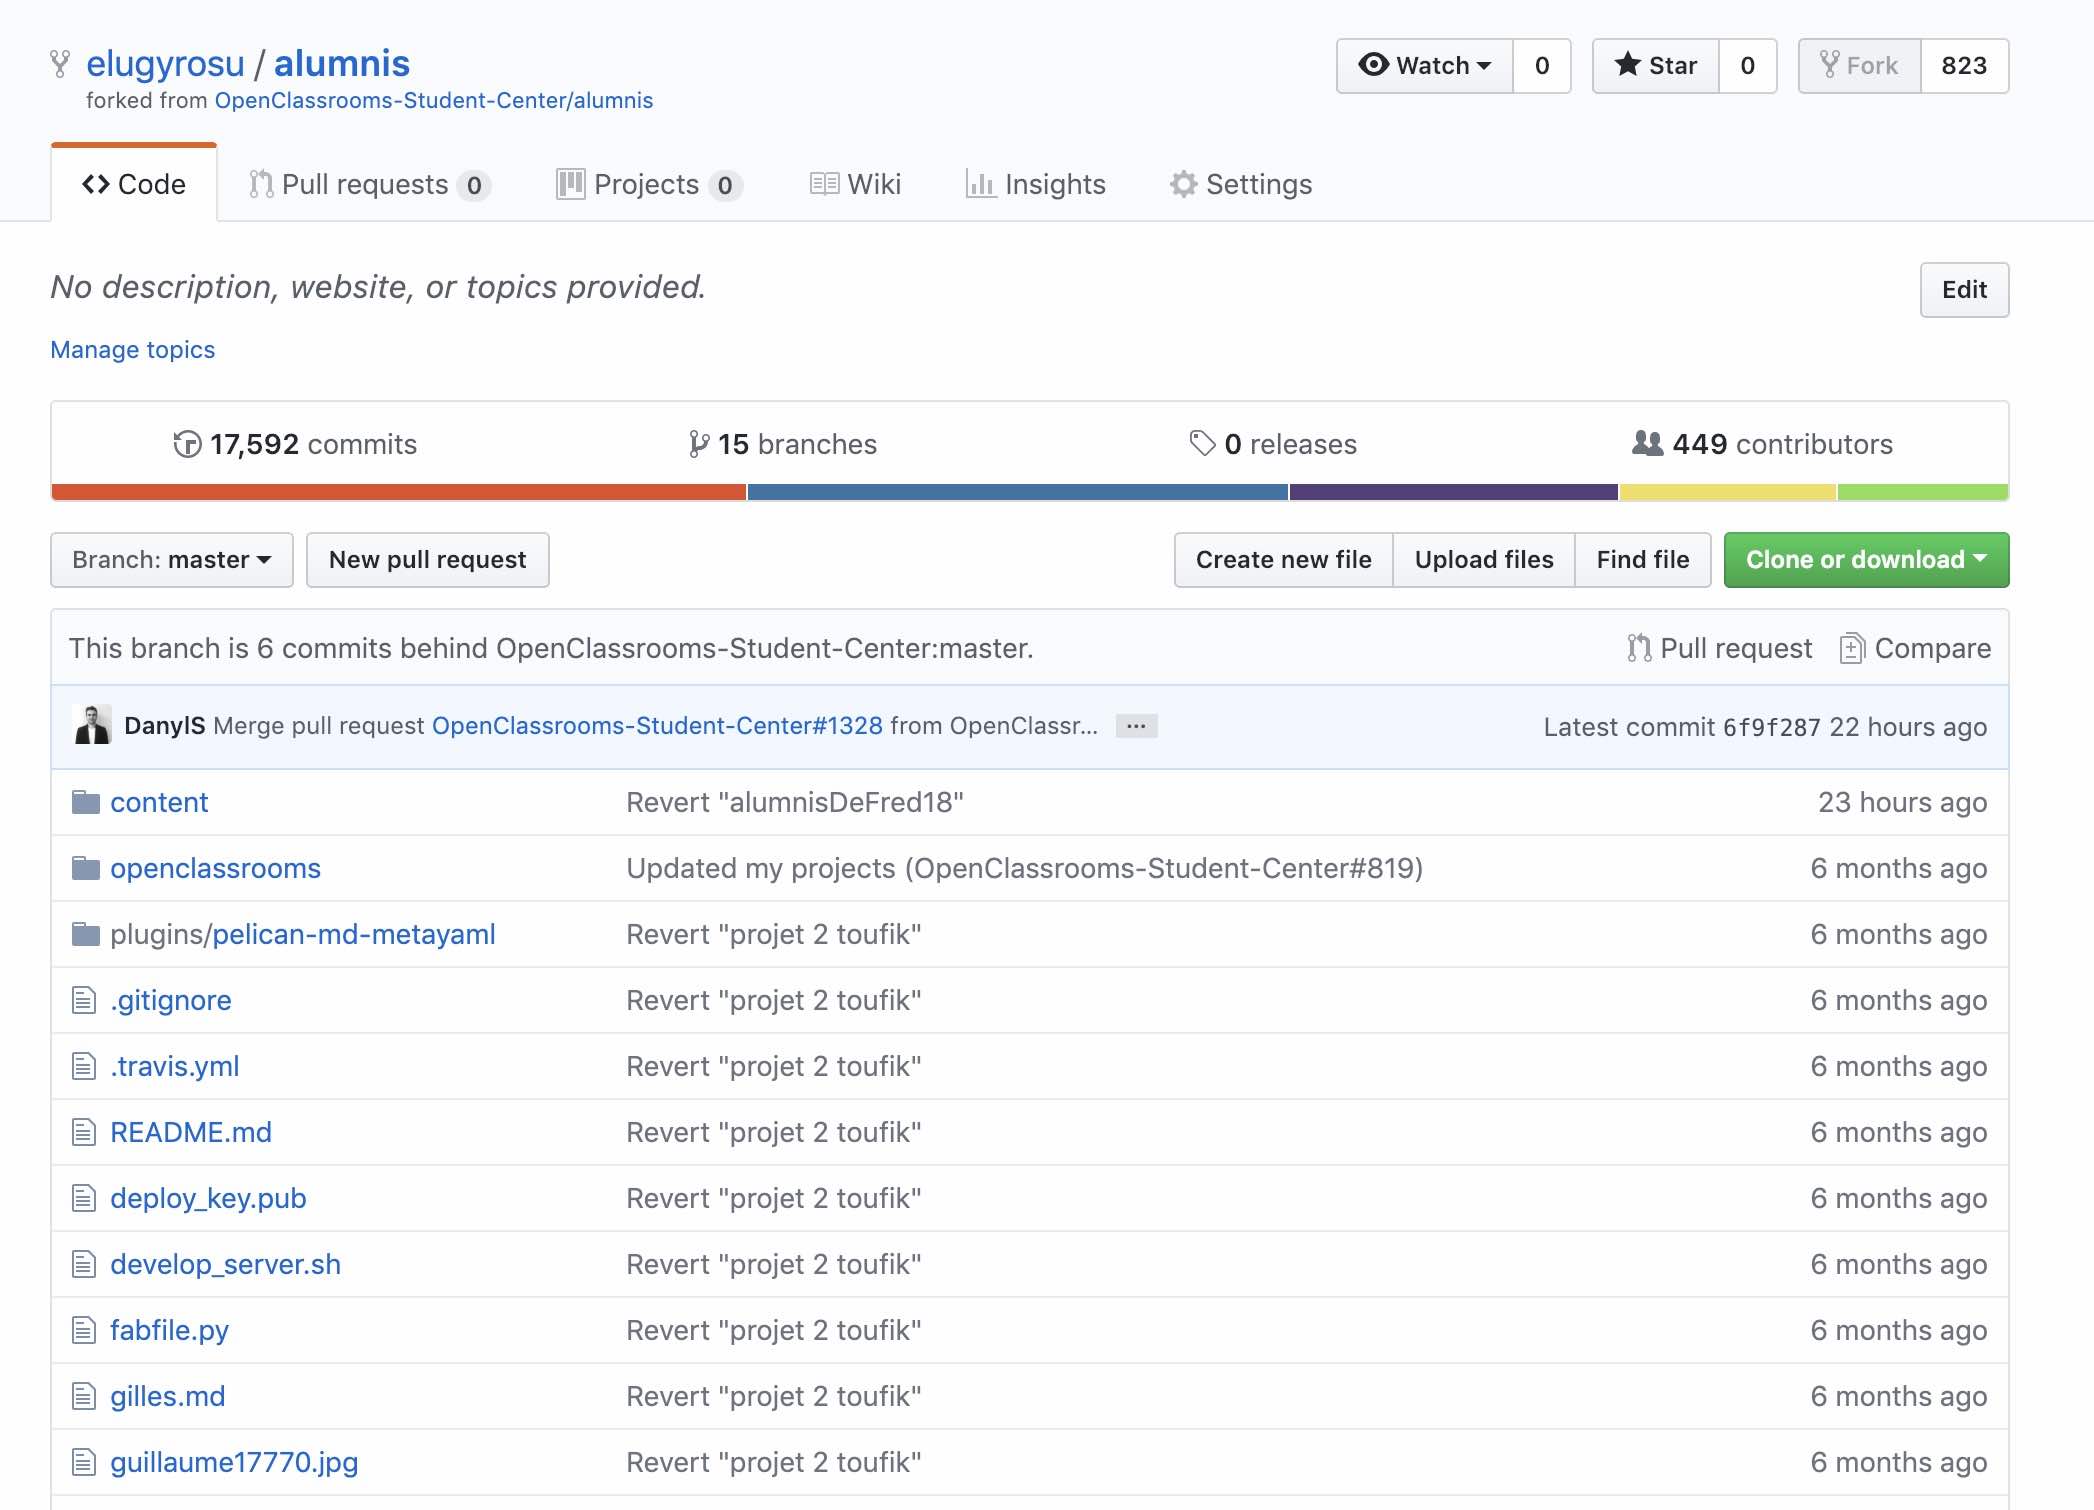 elugyrosu / alumnis
forked from OpenClassrooms-Student-Center/alumnis
Watch 0 Star 0 Fork 823
Code Pull requests 0 Projects 0 Wiki Insights Settings
No description, website, or topics provided.
Edit
Manage topics
17,592 commits 15 branches 0 releases 449 contributors
Branch: master New pull request Create new file Upload files Find file Clone or download
This branch is 6 commits behind OpenClassrooms-Student-Center:master. Pull request Compare
DanylS Merge pull request OpenClassrooms-Student-Center#1328 from OpenClassr... ... Latest commit 6f9f287 22 hours ago
content Revert "alumnisDeFred18" 23 hours ago
openclassrooms Updated my projects (OpenClassrooms-Student-Center#819) 6 months ago
plugins/pelican-md-metayaml Revert "projet 2 toufik" 6 months ago
.gitignore Revert "projet 2 toufik" 6 months ago
.travis.yml Revert "projet 2 toufik" 6 months ago
README.md Revert "projet 2 toufik" 6 months ago
deploy_key.pub Revert "projet 2 toufik" 6 months ago
develop_server.sh Revert "projet 2 toufik" 6 months ago
fabfile.py Revert "projet 2 toufik" 6 months ago
gilles.md Revert "projet 2 toufik" 6 months ago
guillaume17770.jpg Revert "projet 2 toufik" 6 months ago